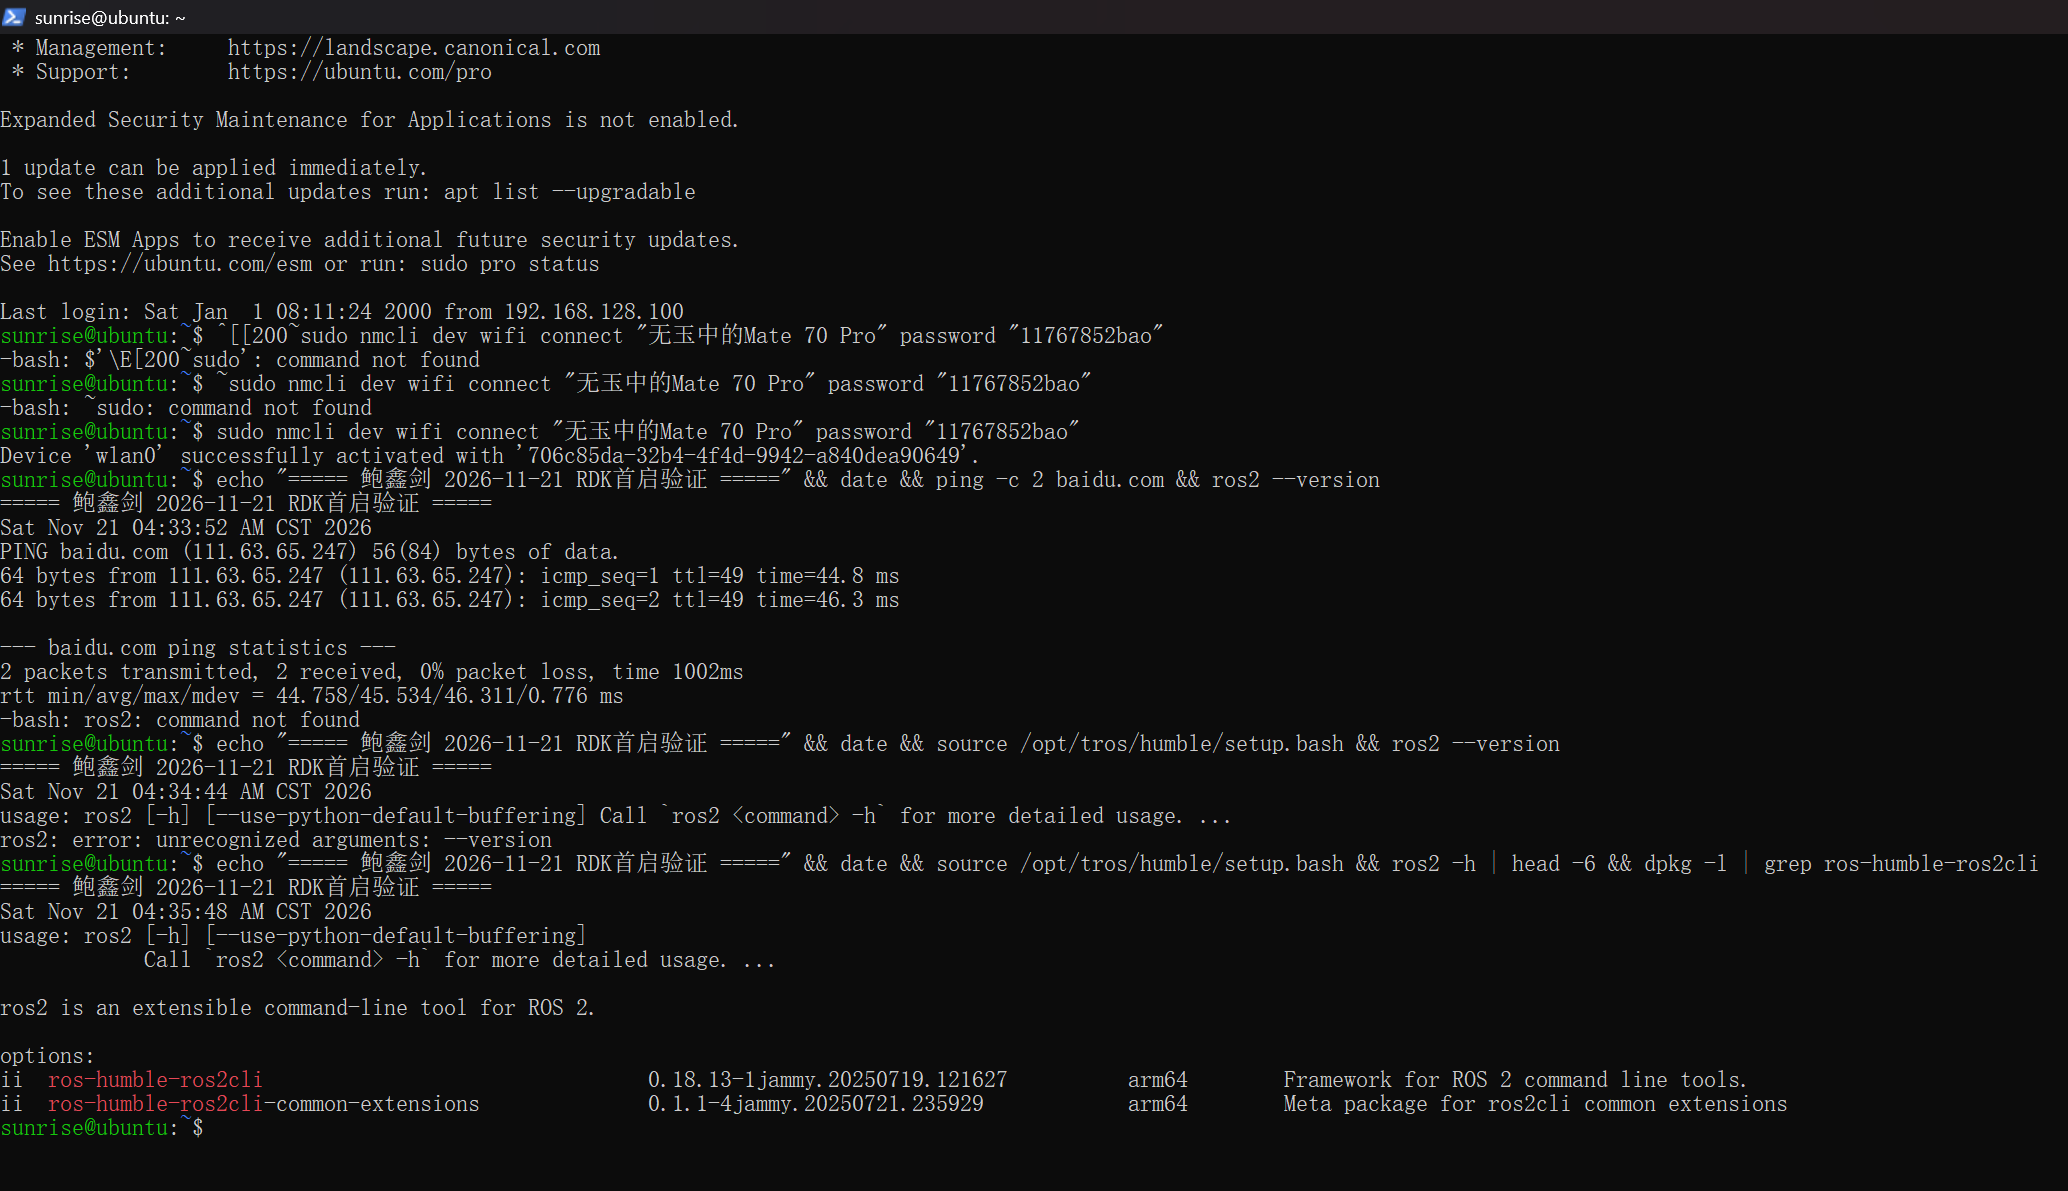 sunrise@ubuntu: ~
* Management:     https://landscape.canonical.com
* Support:        https://ubuntu.com/pro
Expanded Security Maintenance for Applications is not enabled.
1 update can be applied immediately.
To see these additional updates run: apt list --upgradable
Enable ESM Apps to receive additional future security updates.
See https://ubuntu.com/esm or run: sudo pro status
Last login: Sat Jan  1 08:11:24 2000 from 192.168.128.100
sunrise@ubuntu:~$ ^[[200~sudo nmcli dev wifi connect "无玉中的Mate 70 Pro" password "11767852bao"
-bash: $'\E[200~sudo': command not found
sunrise@ubuntu:~$ ~sudo nmcli dev wifi connect "无玉中的Mate 70 Pro" password "11767852bao"
-bash: ~sudo: command not found
sunrise@ubuntu:~$ sudo nmcli dev wifi connect "无玉中的Mate 70 Pro" password "11767852bao"
Device 'wlan0' successfully activated with '706c85da-32b4-4f4d-9942-a840dea90649'.
sunrise@ubuntu:~$ echo "===== 鲍鑫剑 2026-11-21 RDK首启验证 =====" && date && ping -c 2 baidu.com && ros2 --version
===== 鲍鑫剑 2026-11-21 RDK首启验证 =====
Sat Nov 21 04:33:52 AM CST 2026
PING baidu.com (111.63.65.247) 56(84) bytes of data.
64 bytes from 111.63.65.247 (111.63.65.247): icmp_seq=1 ttl=49 time=44.8 ms
64 bytes from 111.63.65.247 (111.63.65.247): icmp_seq=2 ttl=49 time=46.3 ms
--- baidu.com ping statistics ---
2 packets transmitted, 2 received, 0% packet loss, time 1002ms
rtt min/avg/max/mdev = 44.758/45.534/46.311/0.776 ms
-bash: ros2: command not found
sunrise@ubuntu:~$ echo "===== 鲍鑫剑 2026-11-21 RDK首启验证 =====" && date && source /opt/tros/humble/setup.bash && ros2 --version
===== 鲍鑫剑 2026-11-21 RDK首启验证 =====
Sat Nov 21 04:34:44 AM CST 2026
usage: ros2 [-h] [--use-python-default-buffering] Call `ros2 <command> -h` for more detailed usage. ...
ros2: error: unrecognized arguments: --version
sunrise@ubuntu:~$ echo "===== 鲍鑫剑 2026-11-21 RDK首启验证 =====" && date && source /opt/tros/humble/setup.bash && ros2 -h | head -6 && dpkg -l | grep ros-humble-ros2cli
===== 鲍鑫剑 2026-11-21 RDK首启验证 =====
Sat Nov 21 04:35:48 AM CST 2026
usage: ros2 [-h] [--use-python-default-buffering]
            Call `ros2 <command> -h` for more detailed usage. ...
ros2 is an extensible command-line tool for ROS 2.
options:
ii  ros-humble-ros2cli                                0.18.13-1jammy.20250719.121627          arm64        Framework for ROS 2 command line tools.
ii  ros-humble-ros2cli-common-extensions              0.1.1-4jammy.20250721.235929            arm64        Meta package for ros2cli common extensions
sunrise@ubuntu:~$